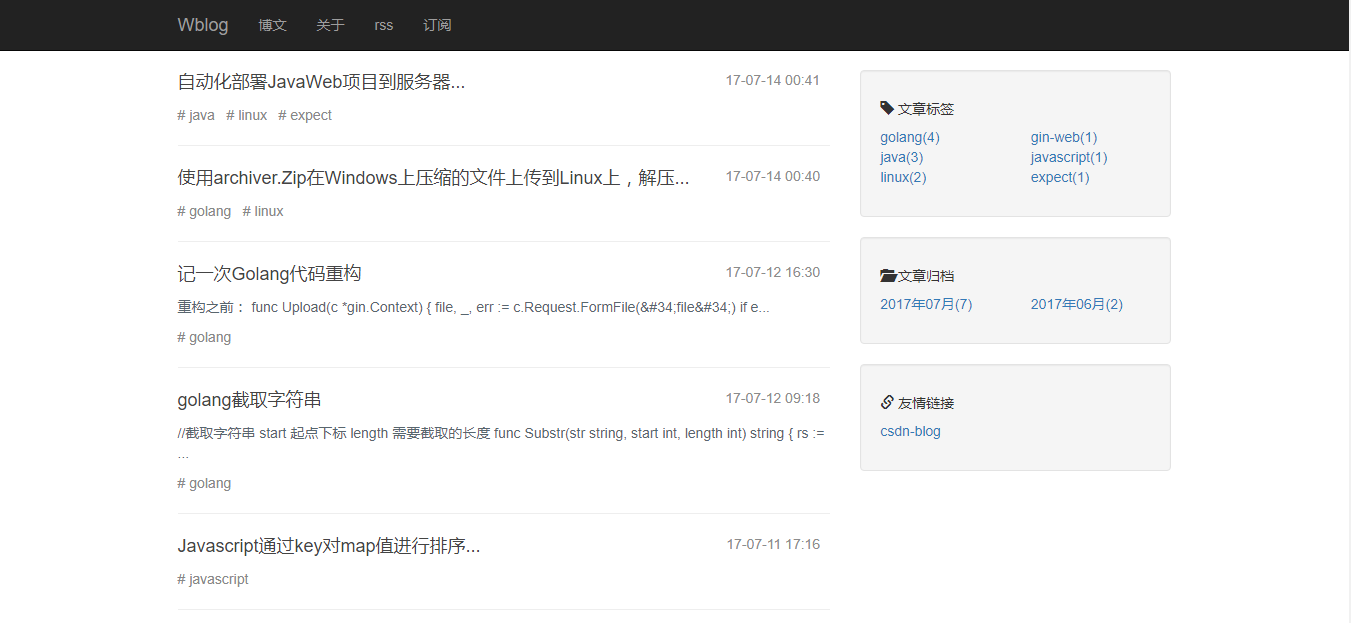 Wblog 博文 关于 rss 订阅
自动化部署JavaWeb项目到服务器... 17-07-14 00:41
# java # linux # expect
使用archiver.Zip在Windows上压缩的文件上传到Linux上，解压... 17-07-14 00:40
# golang # linux
记一次Golang代码重构 17-07-12 16:30
重构之前： func Upload(c *gin.Context) { file, _, err := c.Request.FormFile(&#34;file&#34;) if e...
# golang
golang截取字符串 17-07-12 09:18
//截取字符串 start 起点下标 length 需要截取的长度 func Substr(str string, start int, length int) string { rs :=
...
# golang
Javascript通过key对map值进行排序... 17-07-11 17:16
# javascript
文章标签
golang(4) gin-web(1)
java(3) javascript(1)
linux(2) expect(1)
文章归档
2017年07月(7) 2017年06月(2)
友情链接
csdn-blog